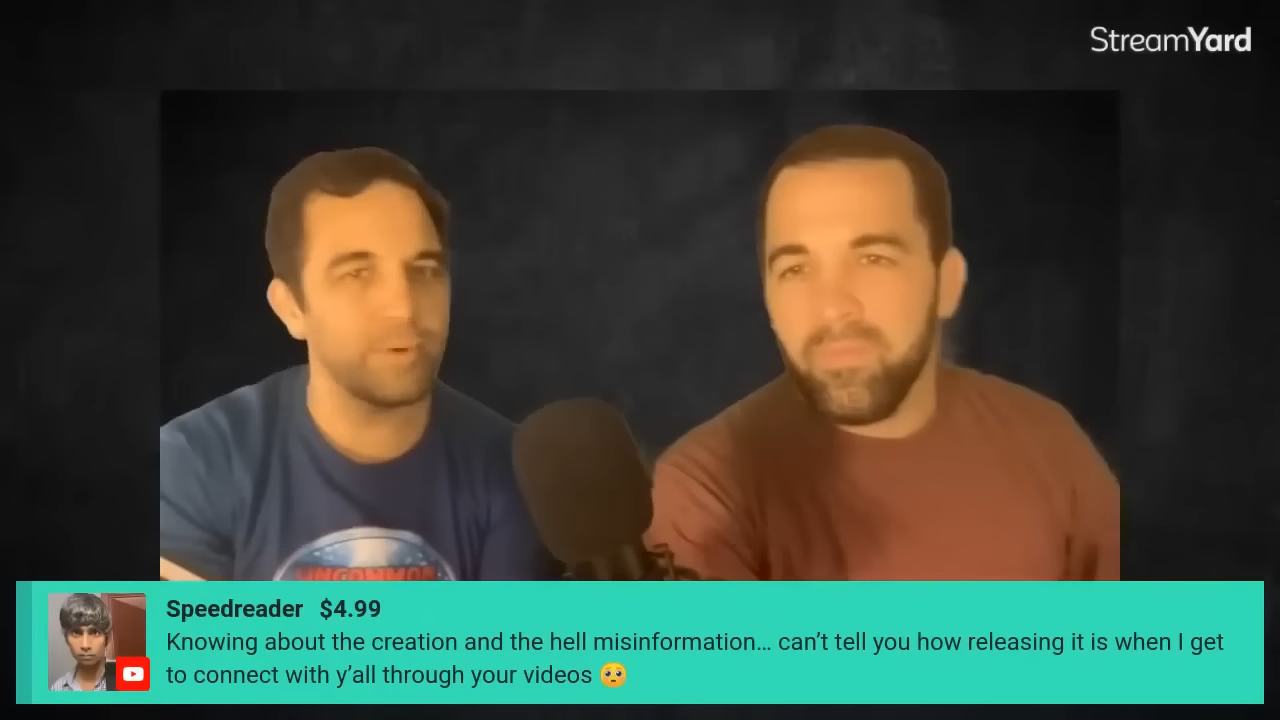 StreamYard
UNCOMMON
Speedreader $4.99
Knowing about the creation and the hell misinformation… can’t tell you how releasing it is when I get
to connect with y’all through your videos 🥺